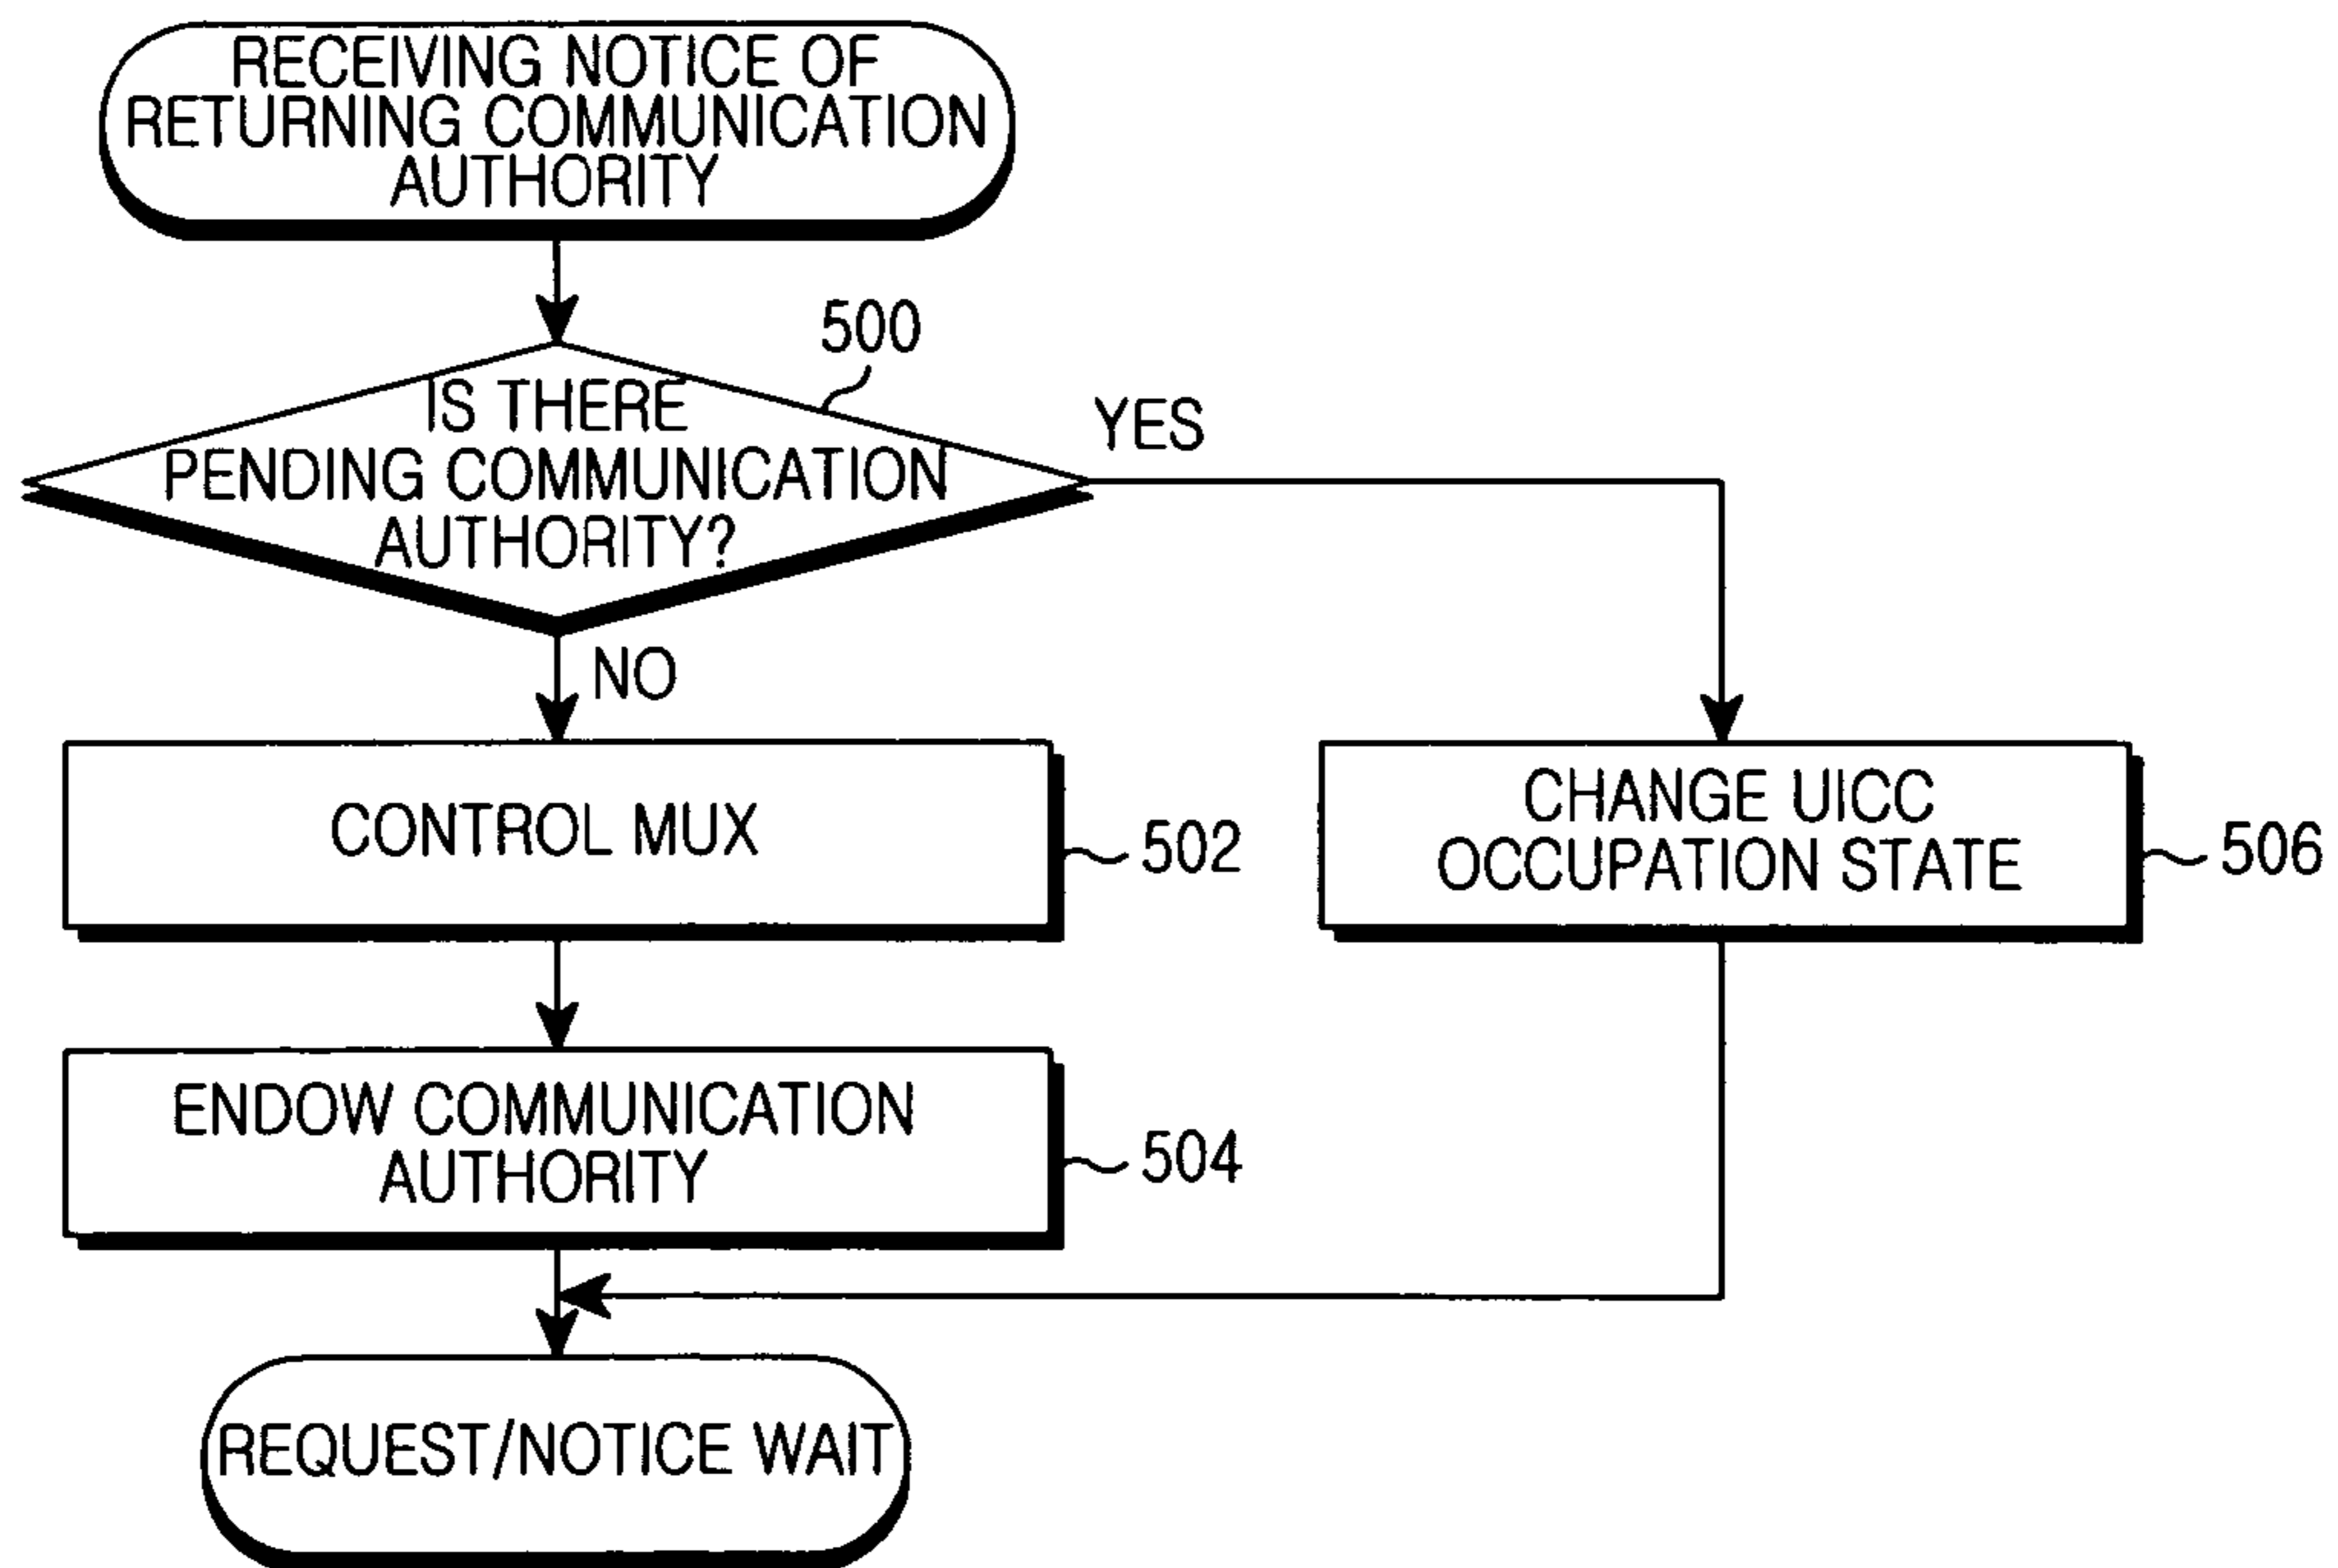 RECEIVING NOTICE OF
RETURNING COMMUNICATION
AUTHORITY
500
IS THERE
PENDING COMMUNICATION
AUTHORITY?
YES
NO
CONTROL MUX
502
CHANGE UICC
OCCUPATION STATE
506
ENDOW COMMUNICATION
AUTHORITY
504
REQUEST/NOTICE WAIT